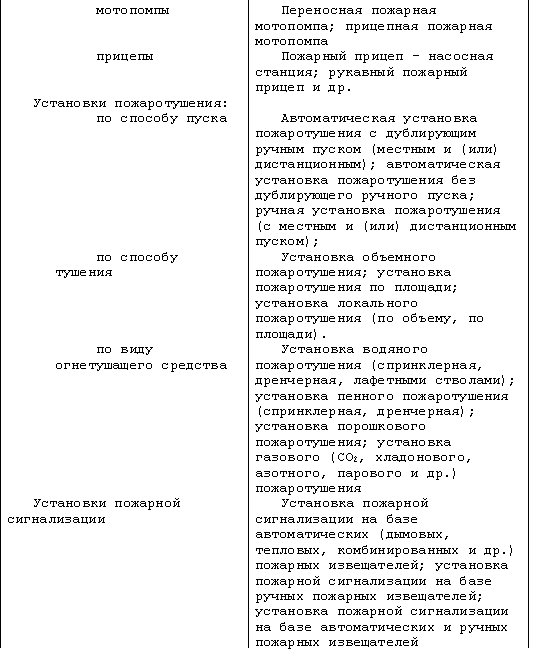 мотопомпы Переносная пожарная
мотопомпа; прицепная пожарная
мотопомпа
прицепы Пожарный прицеп - насосная
станция; рукавный пожарный
прицеп и др.
Установки пожаротушения:
по способу пуска Автоматическая установка
пожаротушения с дублирующим
ручным пуском (местным и (или)
дистанционным); автоматическая
установка пожаротушения без
дублирующего ручного пуска;
ручная установка пожаротушения
(с местным и (или) дистанционным
пуском);
по способу Установка объемного
тушения пожаротушения; установка
пожаротушения по площади;
установка локального
пожаротушения (по объему, по
площади).
по виду Установка водяного
огнетушащего средства пожаротушения (спринклерная,
дренчерная, лафетными стволами);
установка пенного пожаротушения
(спринклерная, дренчерная);
установка порошкового
пожаротушения; установка
газового (CO₂, хладонового,
азотного, парового и др.)
пожаротушения
Установки пожарной Установка пожарной
сигнализации сигнализации на базе
автоматических (дымовых,
тепловых, комбинированных и др.)
пожарных извещателей; установка
пожарной сигнализации на базе
ручных пожарных извещателей;
установка пожарной сигнализации
на базе автоматических и ручных
пожарных извещателей